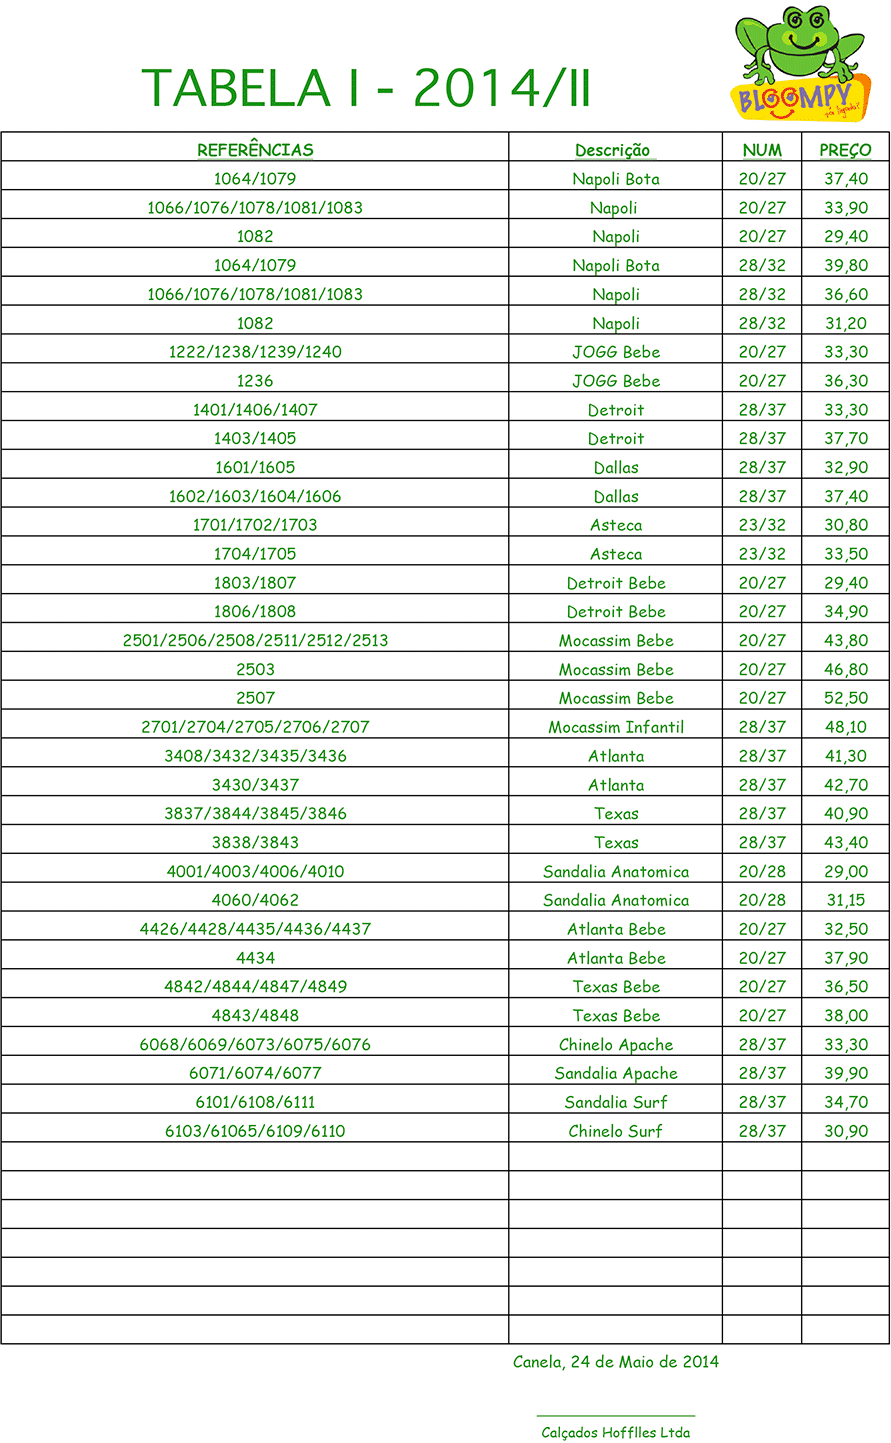 TABELA I - 2014/II
BLOOMPY
REFERÊNCIAS Descrição NUM PREÇO
1064/1079 Napoli Bota 20/27 37,40
1066/1076/1078/1081/1083 Napoli 20/27 33,90
1082 Napoli 20/27 29,40
1064/1079 Napoli Bota 28/32 39,80
1066/1076/1078/1081/1083 Napoli 28/32 36,60
1082 Napoli 28/32 31,20
1222/1238/1239/1240 JOGG Bebe 20/27 33,30
1236 JOGG Bebe 20/27 36,30
1401/1406/1407 Detroit 28/37 33,30
1403/1405 Detroit 28/37 37,70
1601/1605 Dallas 28/37 32,90
1602/1603/1604/1606 Dallas 28/37 37,40
1701/1702/1703 Asteca 23/32 30,80
1704/1705 Asteca 23/32 33,50
1803/1807 Detroit Bebe 20/27 29,40
1806/1808 Detroit Bebe 20/27 34,90
2501/2506/2508/2511/2512/2513 Mocassim Bebe 20/27 43,80
2503 Mocassim Bebe 20/27 46,80
2507 Mocassim Bebe 20/27 52,50
2701/2704/2705/2706/2707 Mocassim Infantil 28/37 48,10
3408/3432/3435/3436 Atlanta 28/37 41,30
3430/3437 Atlanta 28/37 42,70
3837/3844/3845/3846 Texas 28/37 40,90
3838/3843 Texas 28/37 43,40
4001/4003/4006/4010 Sandalia Anatomica 20/28 29,00
4060/4062 Sandalia Anatomica 20/28 31,15
4426/4428/4435/4436/4437 Atlanta Bebe 20/27 32,50
4434 Atlanta Bebe 20/27 37,90
4842/4844/4847/4849 Texas Bebe 20/27 36,50
4843/4848 Texas Bebe 20/27 38,00
6068/6069/6073/6075/6076 Chinelo Apache 28/37 33,30
6071/6074/6077 Sandalia Apache 28/37 39,90
6101/6108/6111 Sandalia Surf 28/37 34,70
6103/61065/6109/6110 Chinelo Surf 28/37 30,90
Canela, 24 de Maio de 2014
Calçados Hofflles Ltda